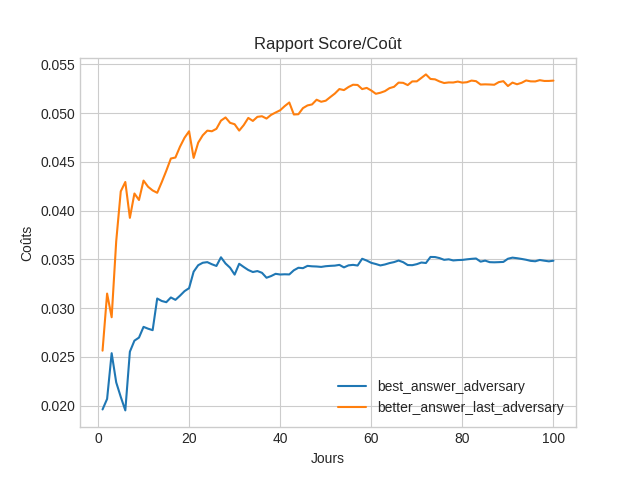 Rapport Score/Coût
0.055
0.050
0.045
0.040
0.035
0.030
0.025
0.020
Coûts
best_answer_adversary
better_answer_last_adversary
0 20 40 60 80 100
Jours